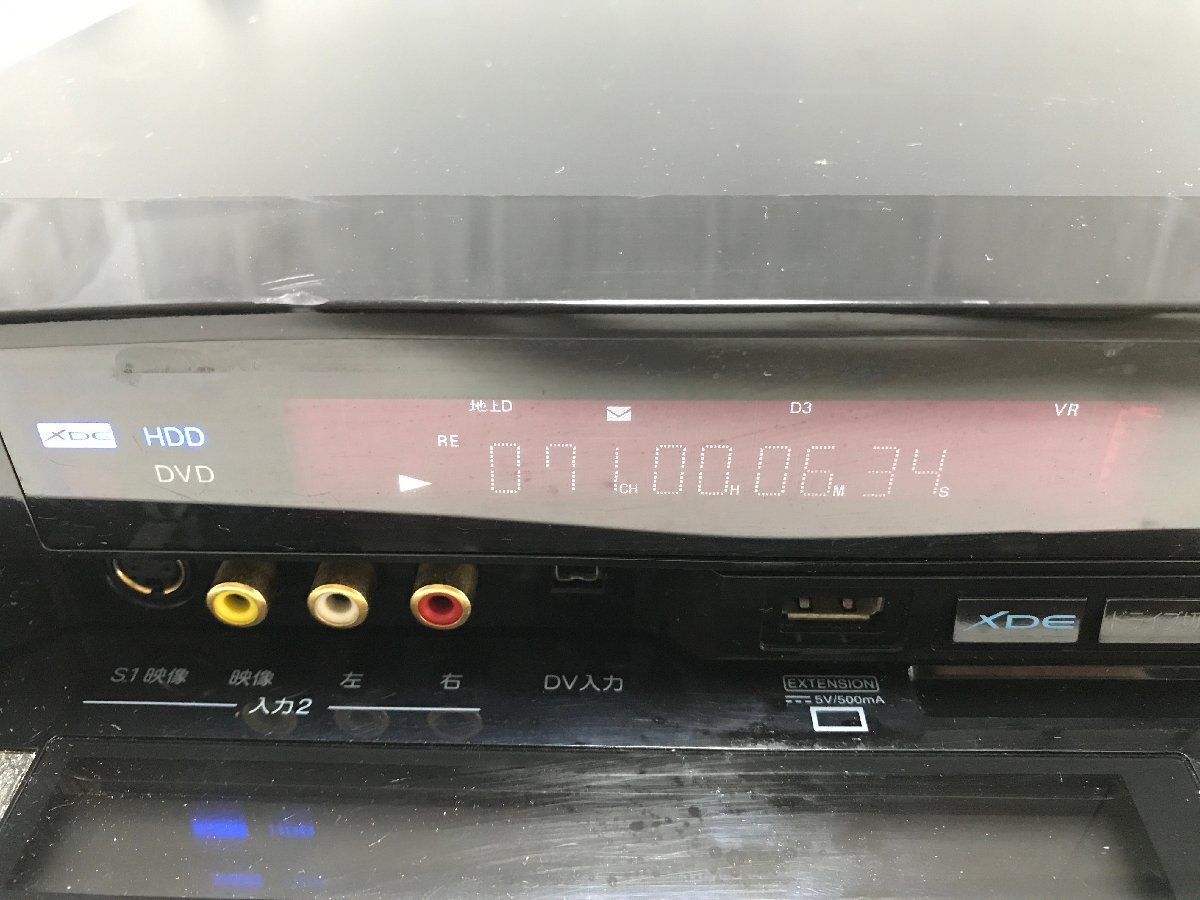 地上D D3 VR
XDE HDD RE 071CH 00H 06M 34S
DVD
XDE
S1映像 映像 左 右 DV入力 EXTENSION
入力2 5V/500mA